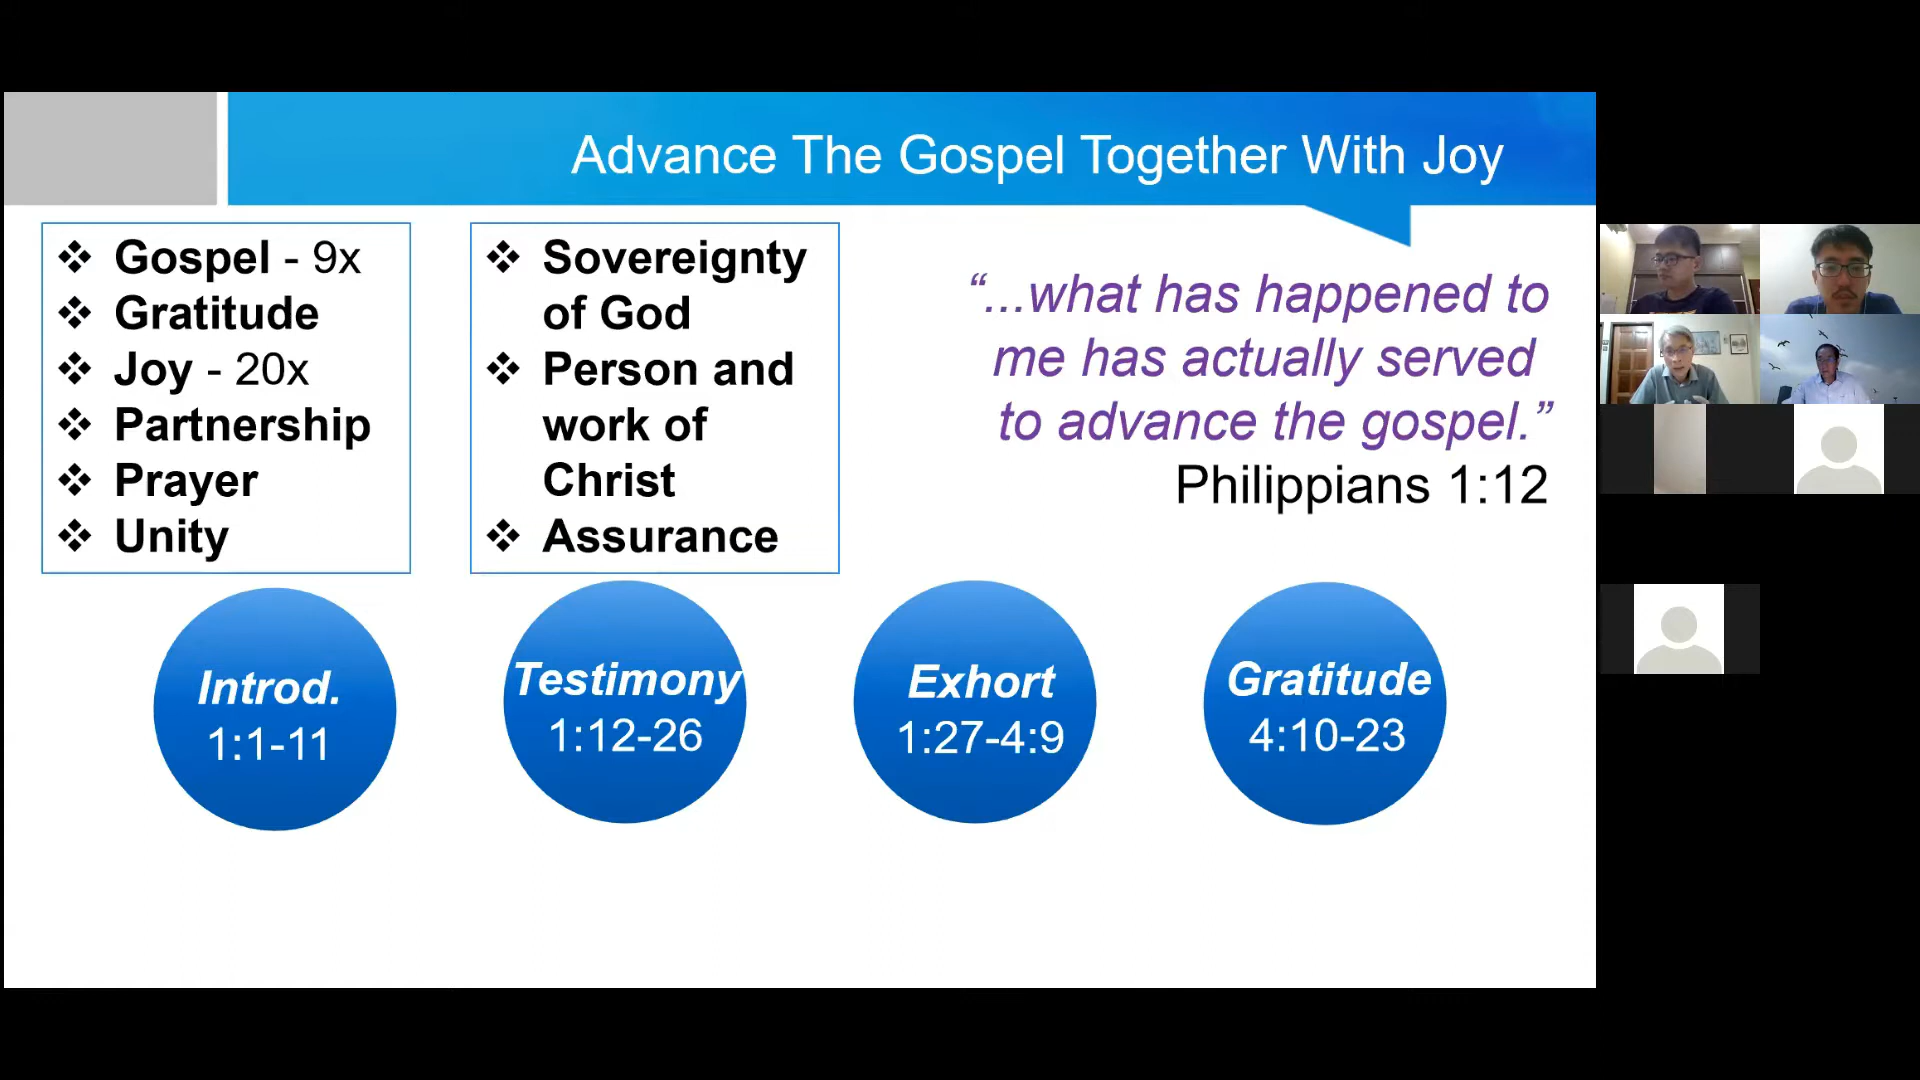 Advance The Gospel Together With Joy
❖ Gospel - 9x
❖ Gratitude
❖ Joy - 20x
❖ Partnership
❖ Prayer
❖ Unity
❖ Sovereignty
of God
❖ Person and
work of
Christ
❖ Assurance
“...what has happened to
me has actually served
to advance the gospel.”
Philippians 1:12
Introd.
1:1-11
Testimony
1:12-26
Exhort
1:27-4:9
Gratitude
4:10-23